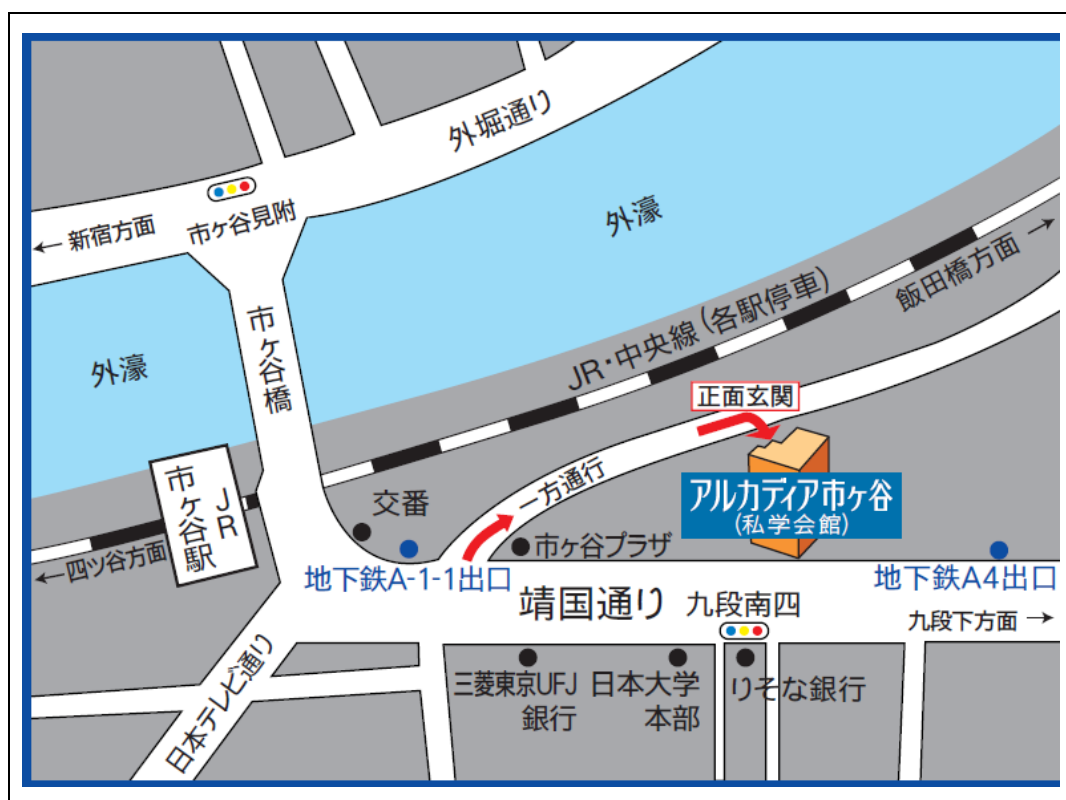 外堀通り
市ケ谷見附
← 新宿方面
外濠
市ケ谷橋
外濠
JR・中央線(各駅停車)
飯田橋方面 →
正面玄関
アルカディア市ヶ谷
(私学会館)
一方通行
JR
市ケ谷駅
交番
← 四ツ谷方面
市ケ谷プラザ
地下鉄A-1-1出口
地下鉄A4出口
靖国通り
九段南四
九段下方面 →
日本テレビ通り
三菱東京UFJ
銀行
日本大学
本部
りそな銀行